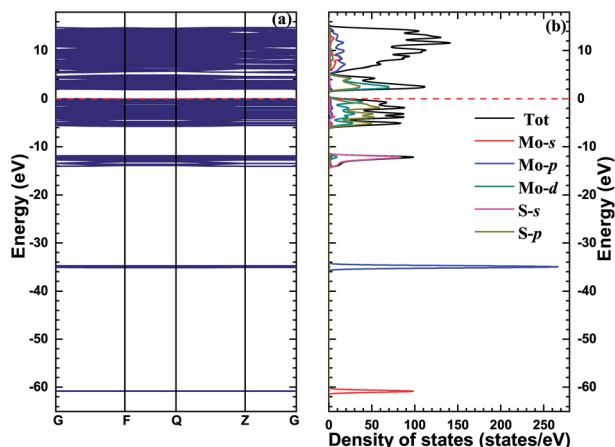 (a)
(b)
10
0
-10
-20
-30
-40
-50
-60
Energy (eV)
G F Q Z G
Tot
Mo-s
Mo-p
Mo-d
S-s
S-p
0 50 100 150 200 250
Density of states (states/eV)
10
0
-10
-20
-30
-40
-50
-60
Energy (eV)